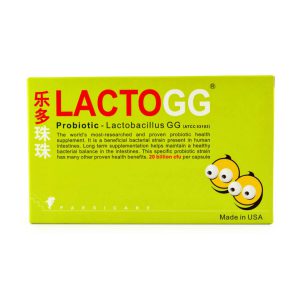 乐多珠珠
LACTOGG®
Probiotic - Lactobacillus GG (ATCC 53103)
The world's most-researched and proven probiotic health
supplement. It is a beneficial bacterial strain present in human
intestines. Long term supplementation helps maintain a healthy
bacterial balance in the intestines. This specific probiotic strain
has many other proven health benefits. 20 billion cfu per capsule
Made in USA
PAEDICARE